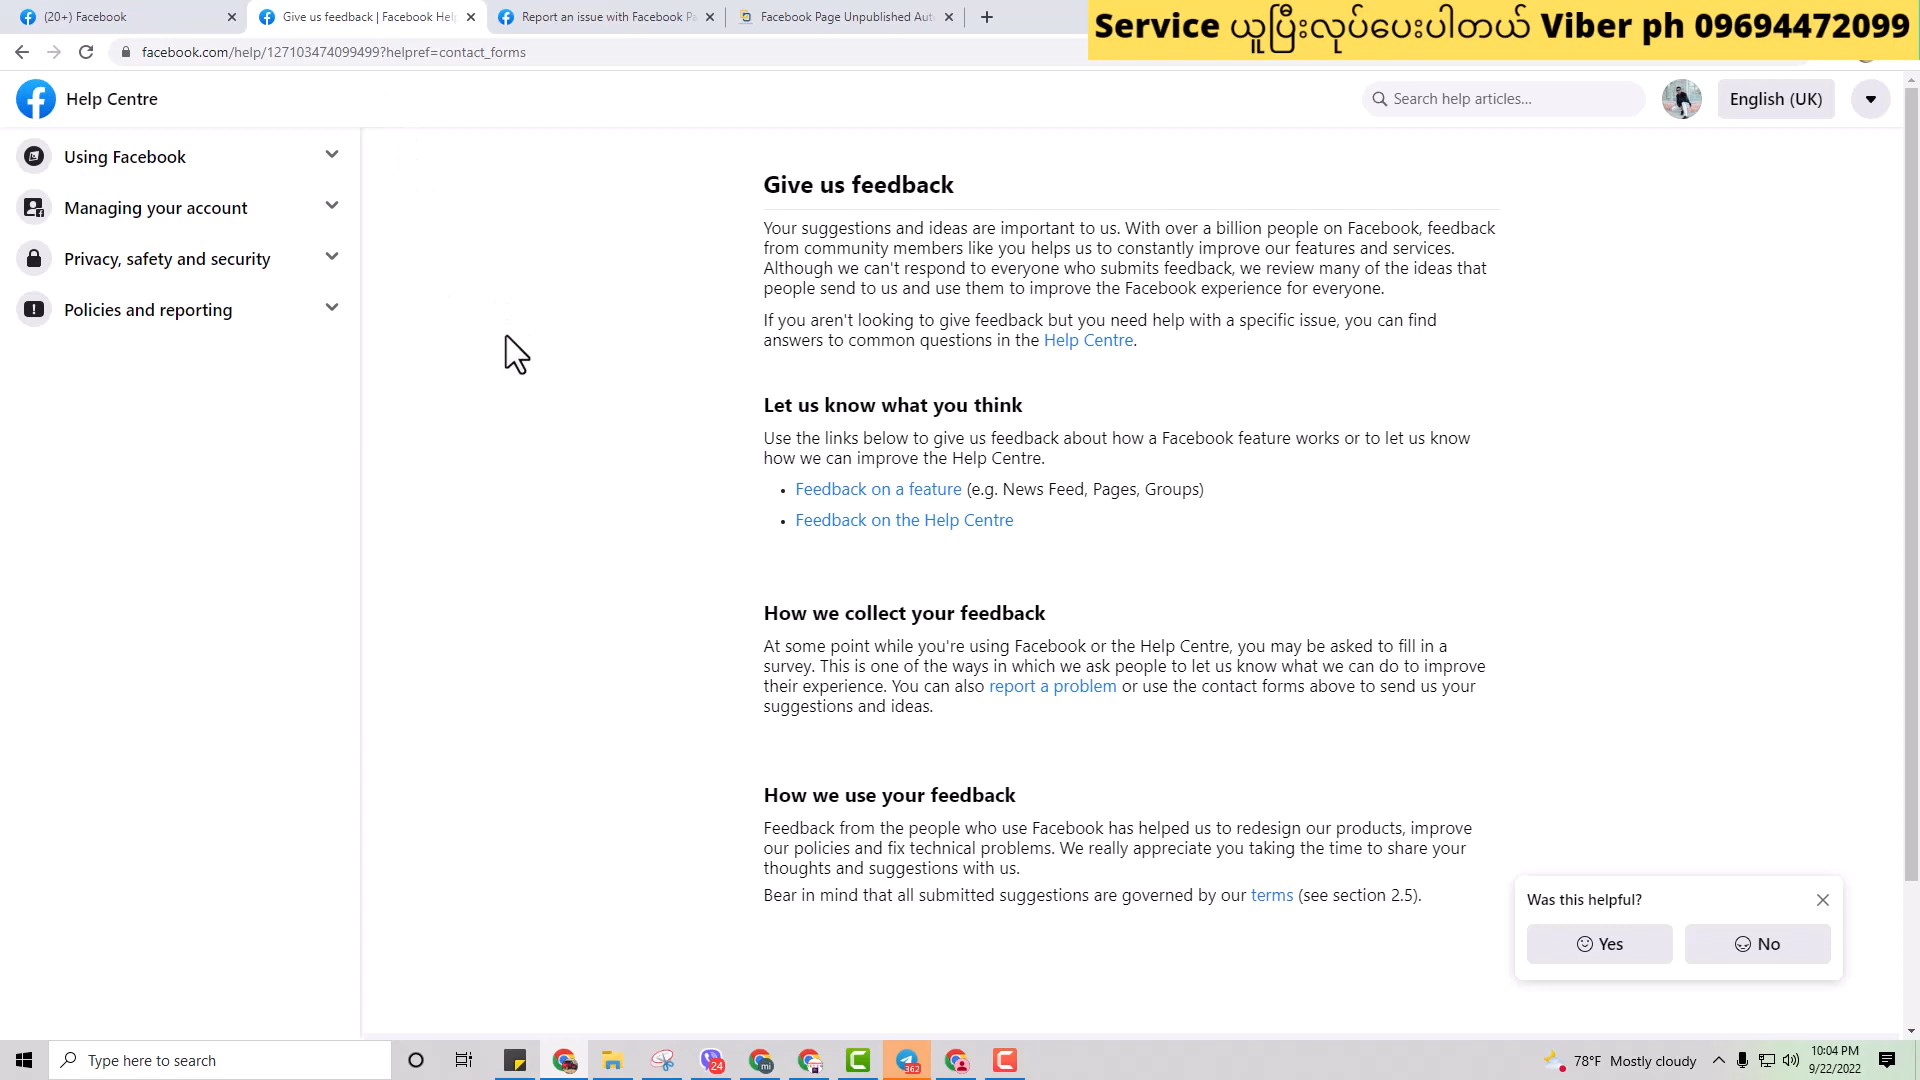 (20+) Facebook
Give us feedback | Facebook Hel
Report an issue with Facebook Pa
Facebook Page Unpublished Aut
Service ယူပြီးလုပ်ပေးပါတယ် Viber ph 09694472099
facebook.com/help/127103474099499?helpref=contact_forms
Help Centre
Search help articles...
English (UK)
Using Facebook
Managing your account
Privacy, safety and security
Policies and reporting
Give us feedback
Your suggestions and ideas are important to us. With over a billion people on Facebook, feedback
from community members like you helps us to constantly improve our features and services.
Although we can't respond to everyone who submits feedback, we review many of the ideas that
people send to us and use them to improve the Facebook experience for everyone.
If you aren't looking to give feedback but you need help with a specific issue, you can find
answers to common questions in the Help Centre.
Let us know what you think
Use the links below to give us feedback about how a Facebook feature works or to let us know
how we can improve the Help Centre.
• Feedback on a feature (e.g. News Feed, Pages, Groups)
• Feedback on the Help Centre
How we collect your feedback
At some point while you're using Facebook or the Help Centre, you may be asked to fill in a
survey. This is one of the ways in which we ask people to let us know what we can do to improve
their experience. You can also report a problem or use the contact forms above to send us your
suggestions and ideas.
How we use your feedback
Feedback from the people who use Facebook has helped us to redesign our products, improve
our policies and fix technical problems. We really appreciate you taking the time to share your
thoughts and suggestions with us.
Bear in mind that all submitted suggestions are governed by our terms (see section 2.5).
Was this helpful?
Yes
No
Type here to search
24
mi
362
78°F Mostly cloudy
10:04 PM
9/22/2022